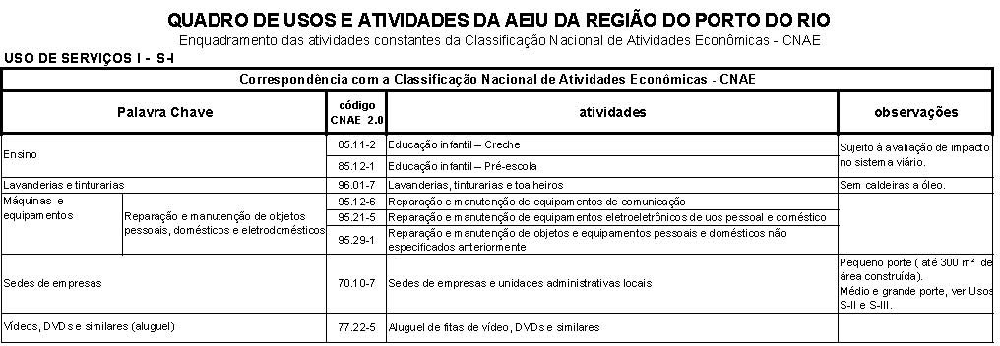 QUADRO DE USOS E ATIVIDADES DA AEIU DA REGIÃO DO PORTO DO RIO
Enquadramento das atividades constantes da Classificação Nacional de Atividades Econômicas - CNAE
USO DE SERVIÇOS I - S-I
Correspondência com a Classificação Nacional de Atividades Econômicas - CNAE
Palavra Chave
código
CNAE 2.0
atividades
observações
Ensino
85.11-2
Educação infantil – Creche
85.12-1
Educação infantil – Pré-escola
Sujeito à avaliação de impacto
no sistema viário.
Lavanderias e tinturarias
96.01-7
Lavanderias, tinturarias e toalheiros
Sem caldeiras a óleo.
Máquinas e
equipamentos
Reparação e manutenção de objetos
pessoais, domésticos e eletrodomésticos
95.12-6
Reparação e manutenção de equipamentos de comunicação
95.21-5
Reparação e manutenção de equipamentos eletroeletrônicos de uos pessoal e doméstico
95.29-1
Reparação e manutenção de objetos e equipamentos pessoais e domésticos não
especificados anteriormente
Sedes de empresas
70.10-7
Sedes de empresas e unidades administrativas locais
Pequeno porte ( até 300 m² de
área construída).
Médio e grande porte, ver Usos
S-II e S-III.
Vídeos, DVDs e similares (aluguel)
77.22-5
Aluguel de fitas de vídeo, DVDs e similares